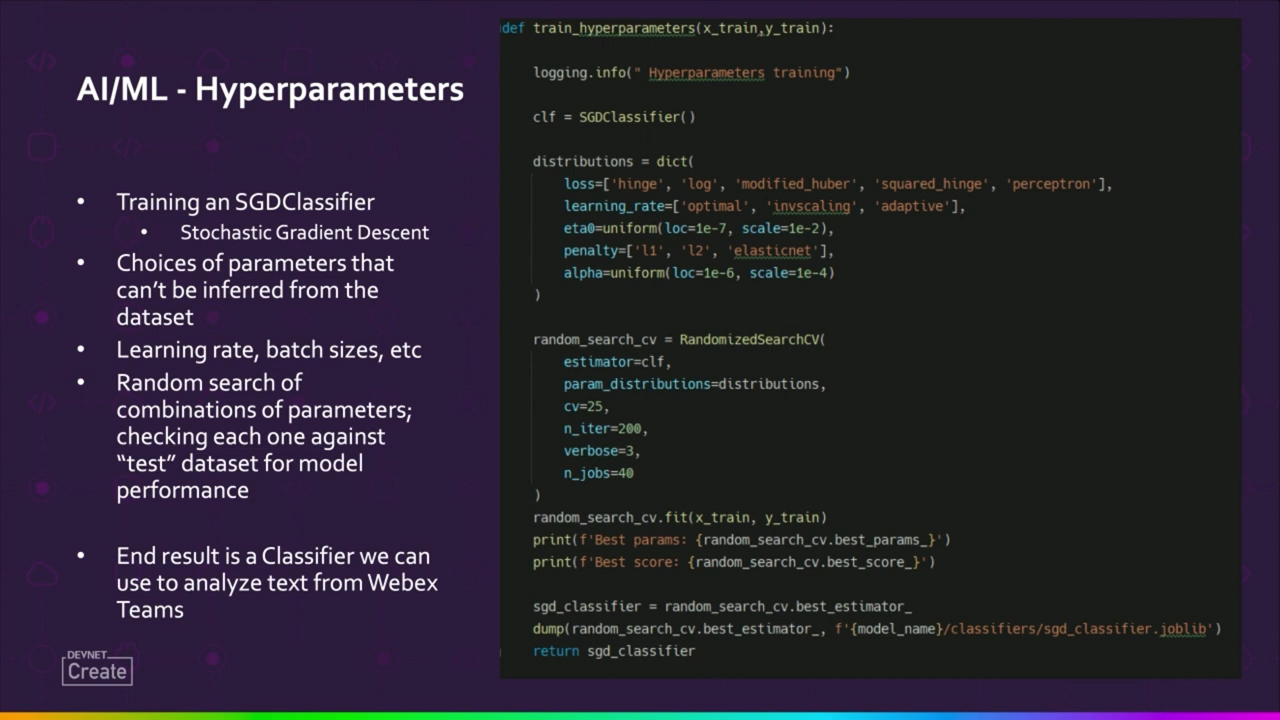 AI/ML - Hyperparameters
• Training an SGDClassifier
• Stochastic Gradient Descent
• Choices of parameters that
can’t be inferred from the
dataset
• Learning rate, batch sizes, etc
• Random search of
combinations of parameters;
checking each one against
“test” dataset for model
performance
• End result is a Classifier we can
use to analyze text from Webex
Teams
DEVNET
Create
def train_hyperparameters(x_train,y_train):
logging.info(" Hyperparameters training")
clf = SGDClassifier()
distributions = dict(
loss=['hinge', 'log', 'modified_huber', 'squared_hinge', 'perceptron'],
learning_rate=['optimal', 'invscaling', 'adaptive'],
eta0=uniform(loc=1e-7, scale=1e-2),
penalty=['l1', 'l2', 'elasticnet'],
alpha=uniform(loc=1e-6, scale=1e-4)
)
random_search_cv = RandomizedSearchCV(
estimator=clf,
param_distributions=distributions,
cv=25,
n_iter=200,
verbose=3,
n_jobs=40
)
random_search_cv.fit(x_train, y_train)
print(f'Best params: {random_search_cv.best_params_}')
print(f'Best score: {random_search_cv.best_score_}')
sgd_classifier = random_search_cv.best_estimator_
dump(random_search_cv.best_estimator_, f'{model_name}/classifiers/sgd_classifier.joblib')
return sgd_classifier